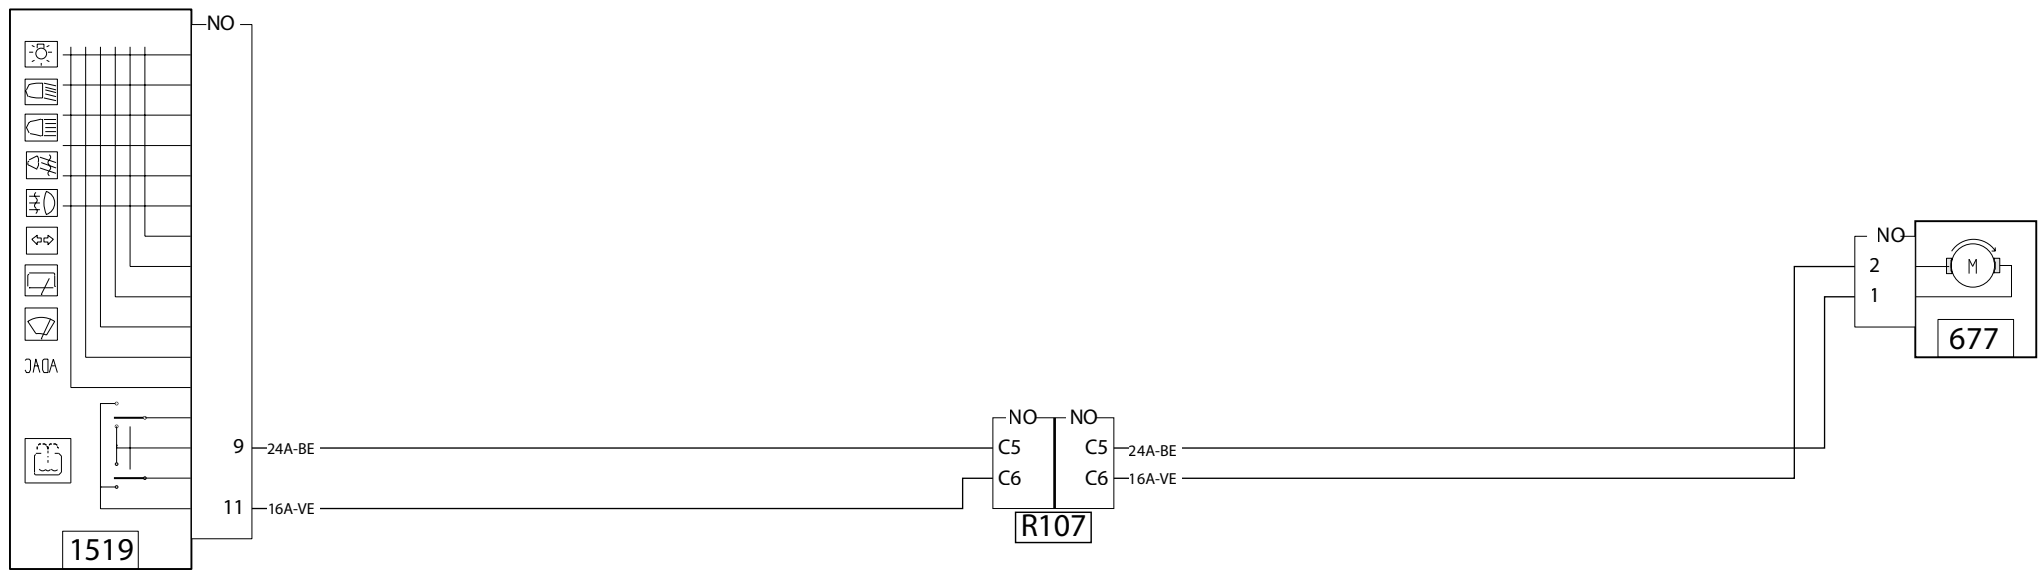 NO
ADAC
9 24A-BE
11 16A-VE
1519
NO NO
C5 C5 24A-BE
C6 C6 16A-VE
R107
NO
2
1
M
677